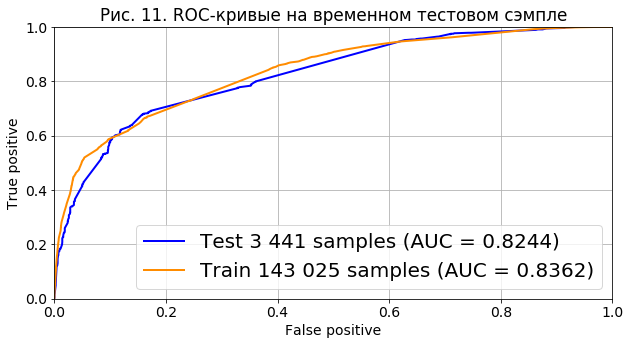 Рис. 11. ROC-кривые на временном тестовом сэмпле
True positive
1.0
0.8
0.6
0.4
0.2
0.0
Test 3 441 samples (AUC = 0.8244)
Train 143 025 samples (AUC = 0.8362)
0.0 0.2 0.4 0.6 0.8 1.0
False positive